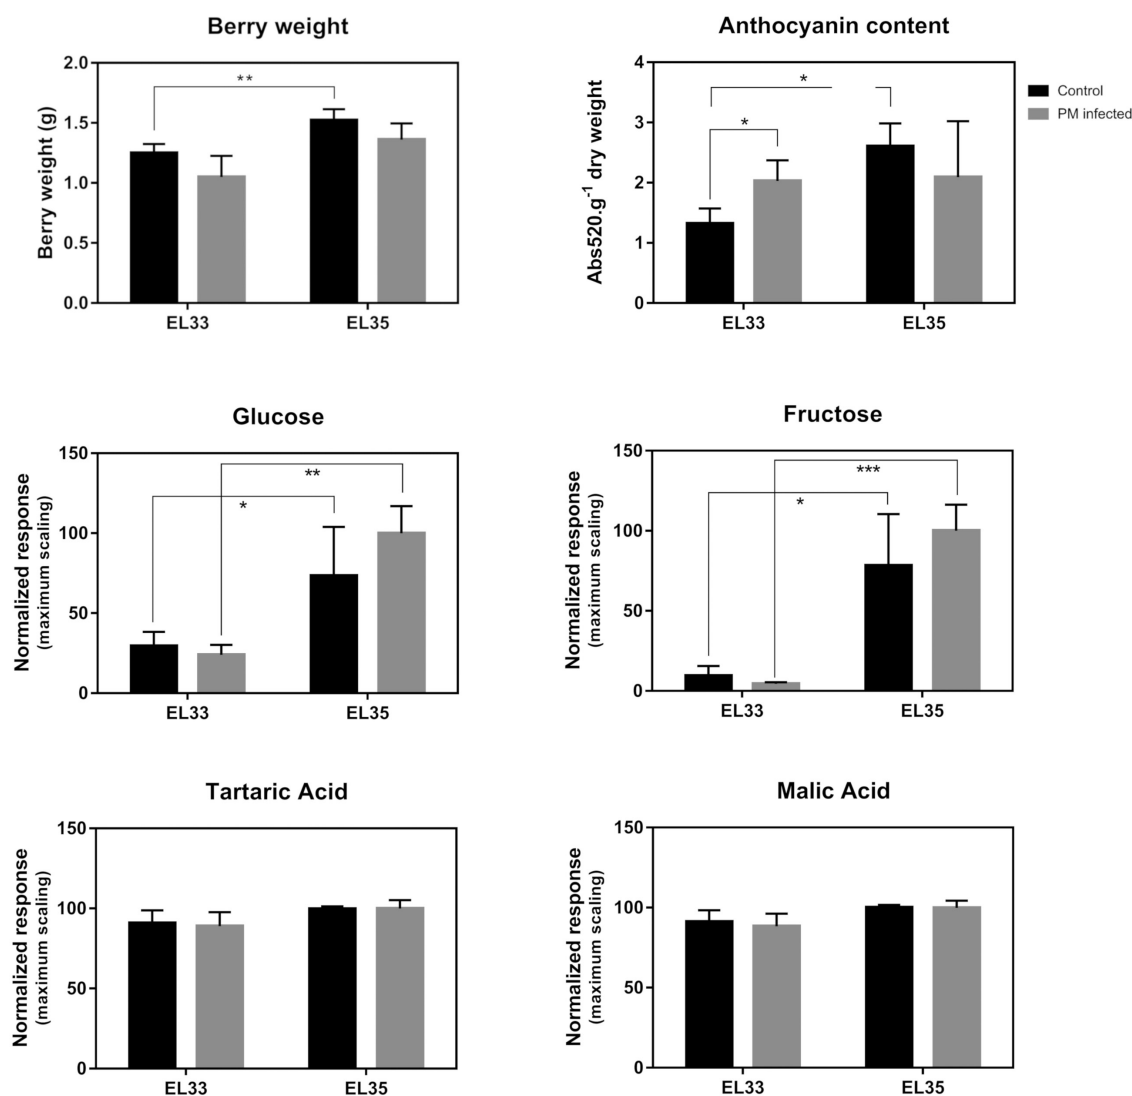 Berry weight
Berry weight (g)
2.0
1.5
1.0
0.5
0.0
**
EL33 EL35
Anthocyanin content
Abs520.g-1 dry weight
4
3
2
1
0
*
*
EL33 EL35
Control
PM infected
Glucose
Normalized response
(maximum scaling)
150
100
50
0
**
*
EL33 EL35
Fructose
Normalized response
(maximum scaling)
150
100
50
0
***
*
EL33 EL35
Tartaric Acid
Normalized response
(maximum scaling)
150
100
50
0
EL33 EL35
Malic Acid
Normalized response
(maximum scaling)
150
100
50
0
EL33 EL35